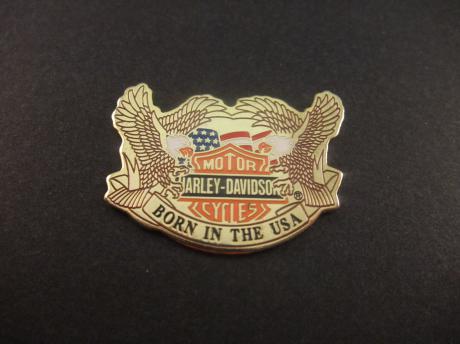 MOTOR
HARLEY-DAVIDSON
CYCLES
®
BORN IN THE USA